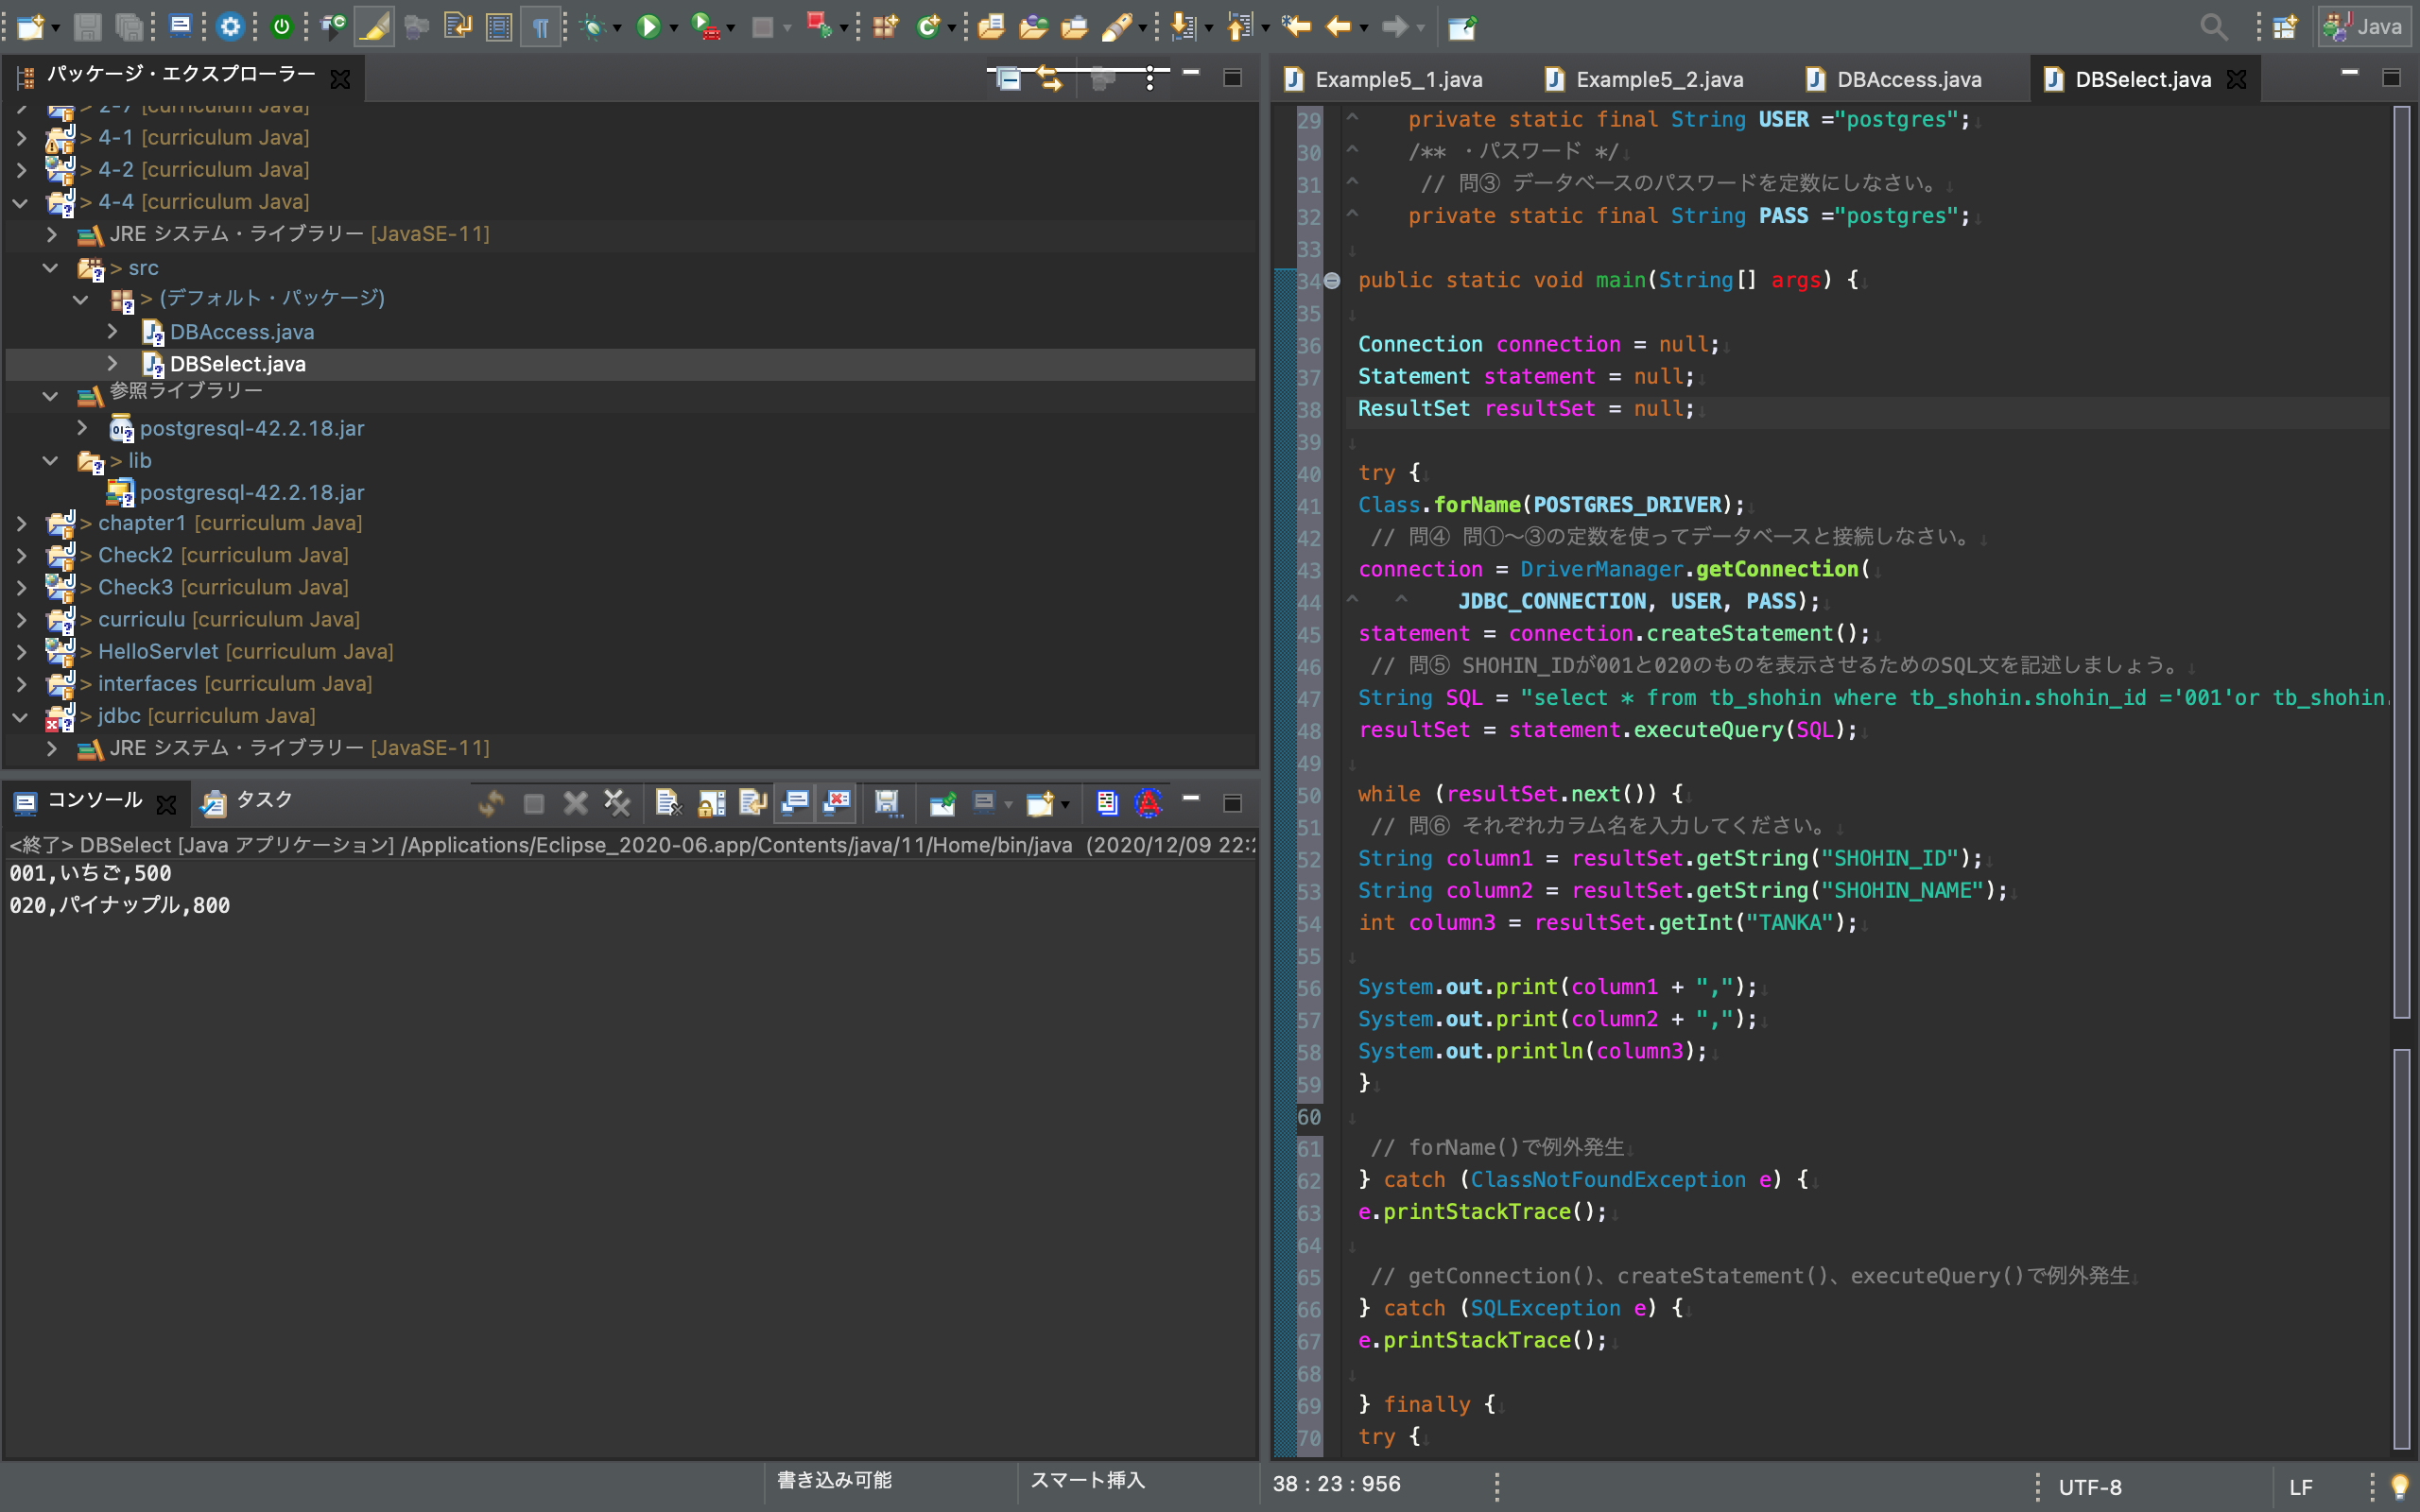 Java
パッケージ・エクスプローラー
> 2-7 [curriculum Java]
> 4-1 [curriculum Java]
> 4-2 [curriculum Java]
> 4-4 [curriculum Java]
JRE システム・ライブラリー [JavaSE-11]
> src
> (デフォルト・パッケージ)
DBAccess.java
DBSelect.java
参照ライブラリー
postgresql-42.2.18.jar
> lib
postgresql-42.2.18.jar
> chapter1 [curriculum Java]
> Check2 [curriculum Java]
> Check3 [curriculum Java]
> curriculu [curriculum Java]
> HelloServlet [curriculum Java]
> interfaces [curriculum Java]
> jdbc [curriculum Java]
JRE システム・ライブラリー [JavaSE-11]
コンソール タスク
<終了> DBSelect [Java アプリケーション] /Applications/Eclipse_2020-06.app/Contents/java/11/Home/bin/java (2020/12/09 22:2
001,いちご,500
020,パイナップル,800
Example5_1.java Example5_2.java DBAccess.java DBSelect.java
29 private static final String USER ="postgres";
30 /** ・パスワード */
31 // 問③ データベースのパスワードを定数にしなさい。
32 private static final String PASS ="postgres";
33
34 public static void main(String[] args) {
35
36 Connection connection = null;
37 Statement statement = null;
38 ResultSet resultSet = null;
39
40 try {
41 Class.forName(POSTGRES_DRIVER);
42 // 問④ 問①〜③の定数を使ってデータベースと接続しなさい。
43 connection = DriverManager.getConnection(
44 JDBC_CONNECTION, USER, PASS);
45 statement = connection.createStatement();
46 // 問⑤ SHOHIN_IDが001と020のものを表示させるためのSQL文を記述しましょう。
47 String SQL = "select * from tb_shohin where tb_shohin.shohin_id ='001'or tb_shohin.
48 resultSet = statement.executeQuery(SQL);
49
50 while (resultSet.next()) {
51 // 問⑥ それぞれカラム名を入力してください。
52 String column1 = resultSet.getString("SHOHIN_ID");
53 String column2 = resultSet.getString("SHOHIN_NAME");
54 int column3 = resultSet.getInt("TANKA");
55
56 System.out.print(column1 + ",");
57 System.out.print(column2 + ",");
58 System.out.println(column3);
59 }
60
61 // forName()で例外発生
62 } catch (ClassNotFoundException e) {
63 e.printStackTrace();
64
65 // getConnection()、createStatement()、executeQuery()で例外発生
66 } catch (SQLException e) {
67 e.printStackTrace();
68
69 } finally {
70 try {
書き込み可能 スマート挿入 38 : 23 : 956 UTF-8 LF